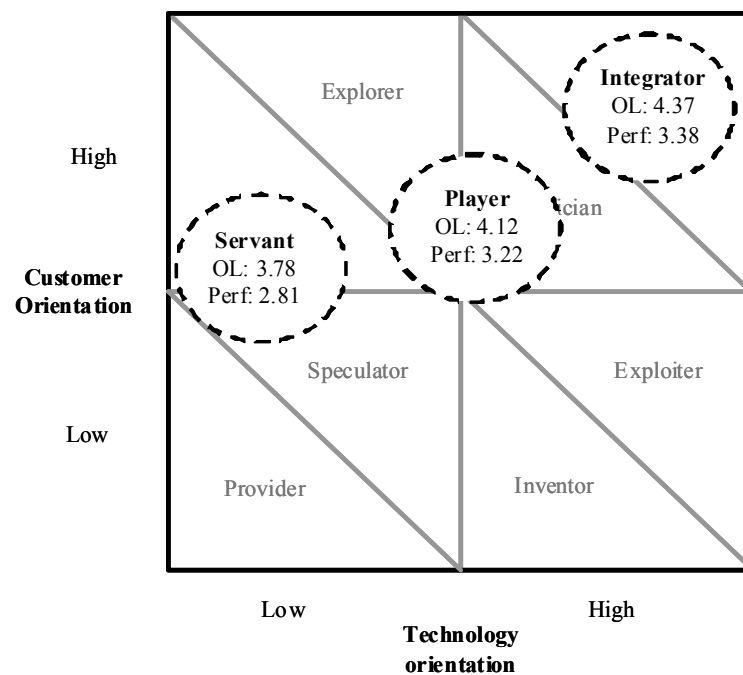 Explorer
Integrator
OL: 4.37
Perf: 3.38
High
Player
OL: 4.12
Perf: 3.22
Servant
OL: 3.78
Perf: 2.81
Customer
Orientation
Speculator
Exploiter
Low
Provider
Inventor
Low
High
Technology
orientation